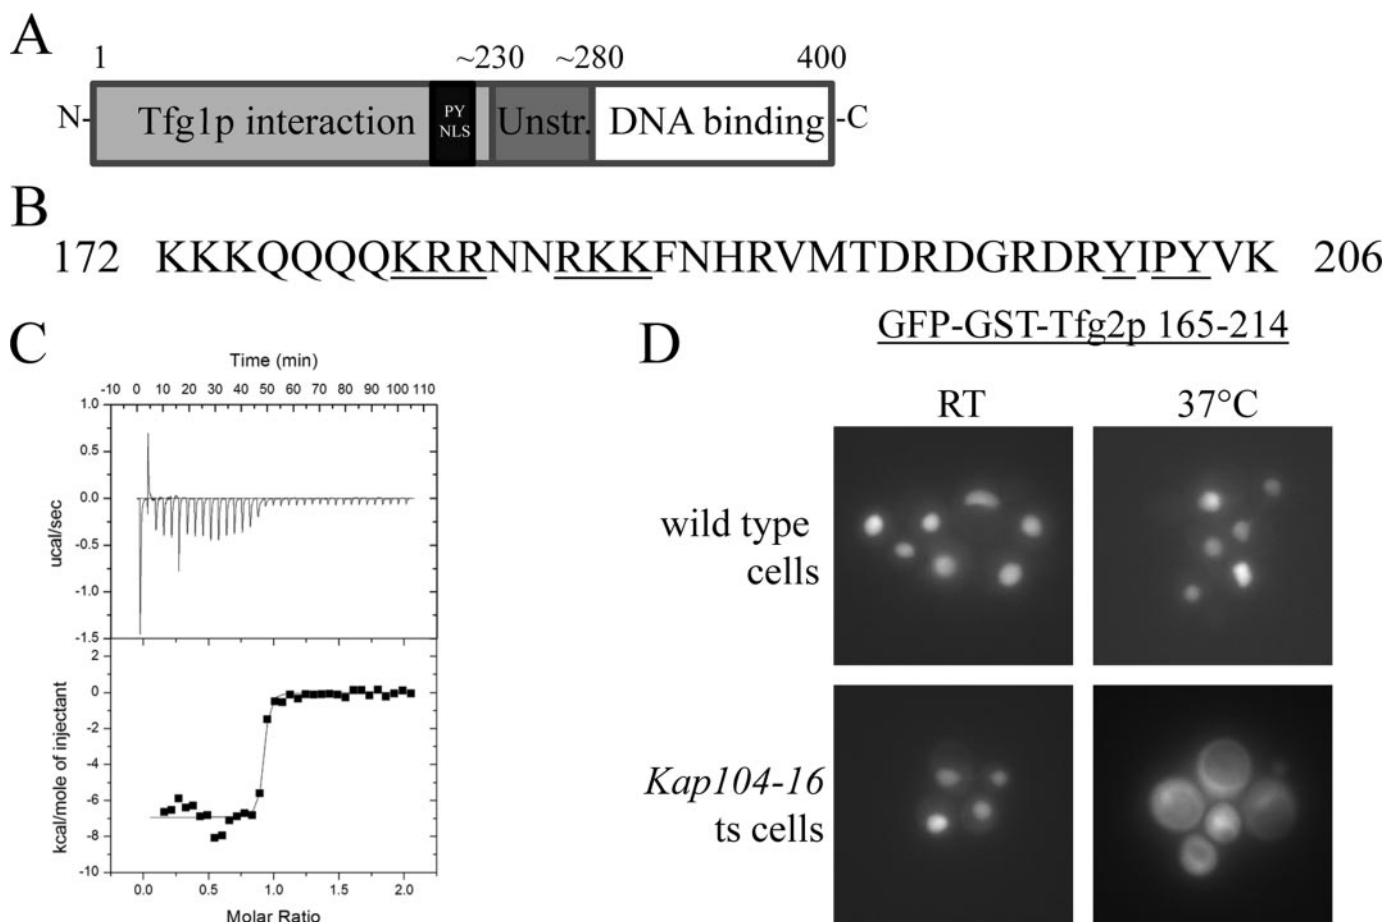 A
1 ~230 ~280 400
N- Tfg1p interaction PY NLS Unstr. DNA binding -C
B
172 KKKQQQQKRRNNRKKFNHRVMTDRDGRDRYIPYVK 206
C
Time (min)
-10 0 10 20 30 40 50 60 70 80 90 100 110
1.0
0.5
0.0
-0.5
-1.0
-1.5
ucal/sec
2
0
-2
-4
-6
-8
-10
kcal/mole of injectant
0.0 0.5 1.0 1.5 2.0
Molar Ratio
D
GFP-GST-Tfg2p 165-214
RT 37°C
wild type
cells
Kap104-16
ts cells